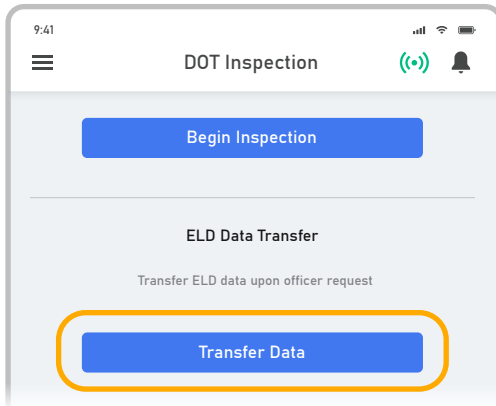 9:41
DOT Inspection
Begin Inspection
ELD Data Transfer
Transfer ELD data upon officer request
Transfer Data